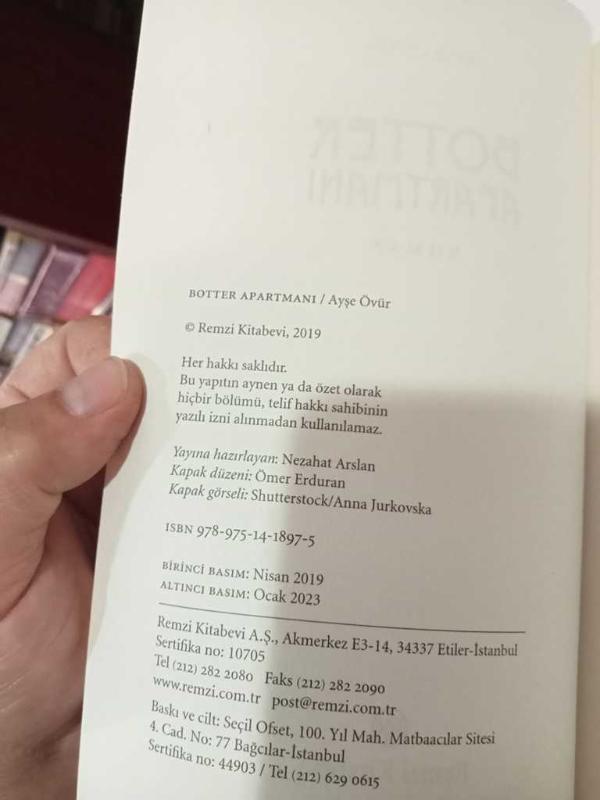 BOTTER APARTMANI / Ayşe Övür
© Remzi Kitabevi, 2019
Her hakkı saklıdır.
Bu yapıtın aynen ya da özet olarak
hiçbir bölümü, telif hakkı sahibinin
yazılı izni alınmadan kullanılamaz.
Yayına hazırlayan: Nezahat Arslan
Kapak düzeni: Ömer Erduran
Kapak görseli: Shutterstock/Anna Jurkovska
ISBN 978-975-14-1897-5
BİRİNCİ BASIM: Nisan 2019
ALTINCI BASIM: Ocak 2023
Remzi Kitabevi A.Ş., Akmerkez E3-14, 34337 Etiler-İstanbul
Sertifika no: 10705
Tel (212) 282 2080 Faks (212) 282 2090
www.remzi.com.tr post@remzi.com.tr
Baskı ve cilt: Seçil Ofset, 100. Yıl Mah. Matbaacılar Sitesi
4. Cad. No: 77 Bağcılar-İstanbul
Sertifika no: 44903 / Tel (212) 629 0615